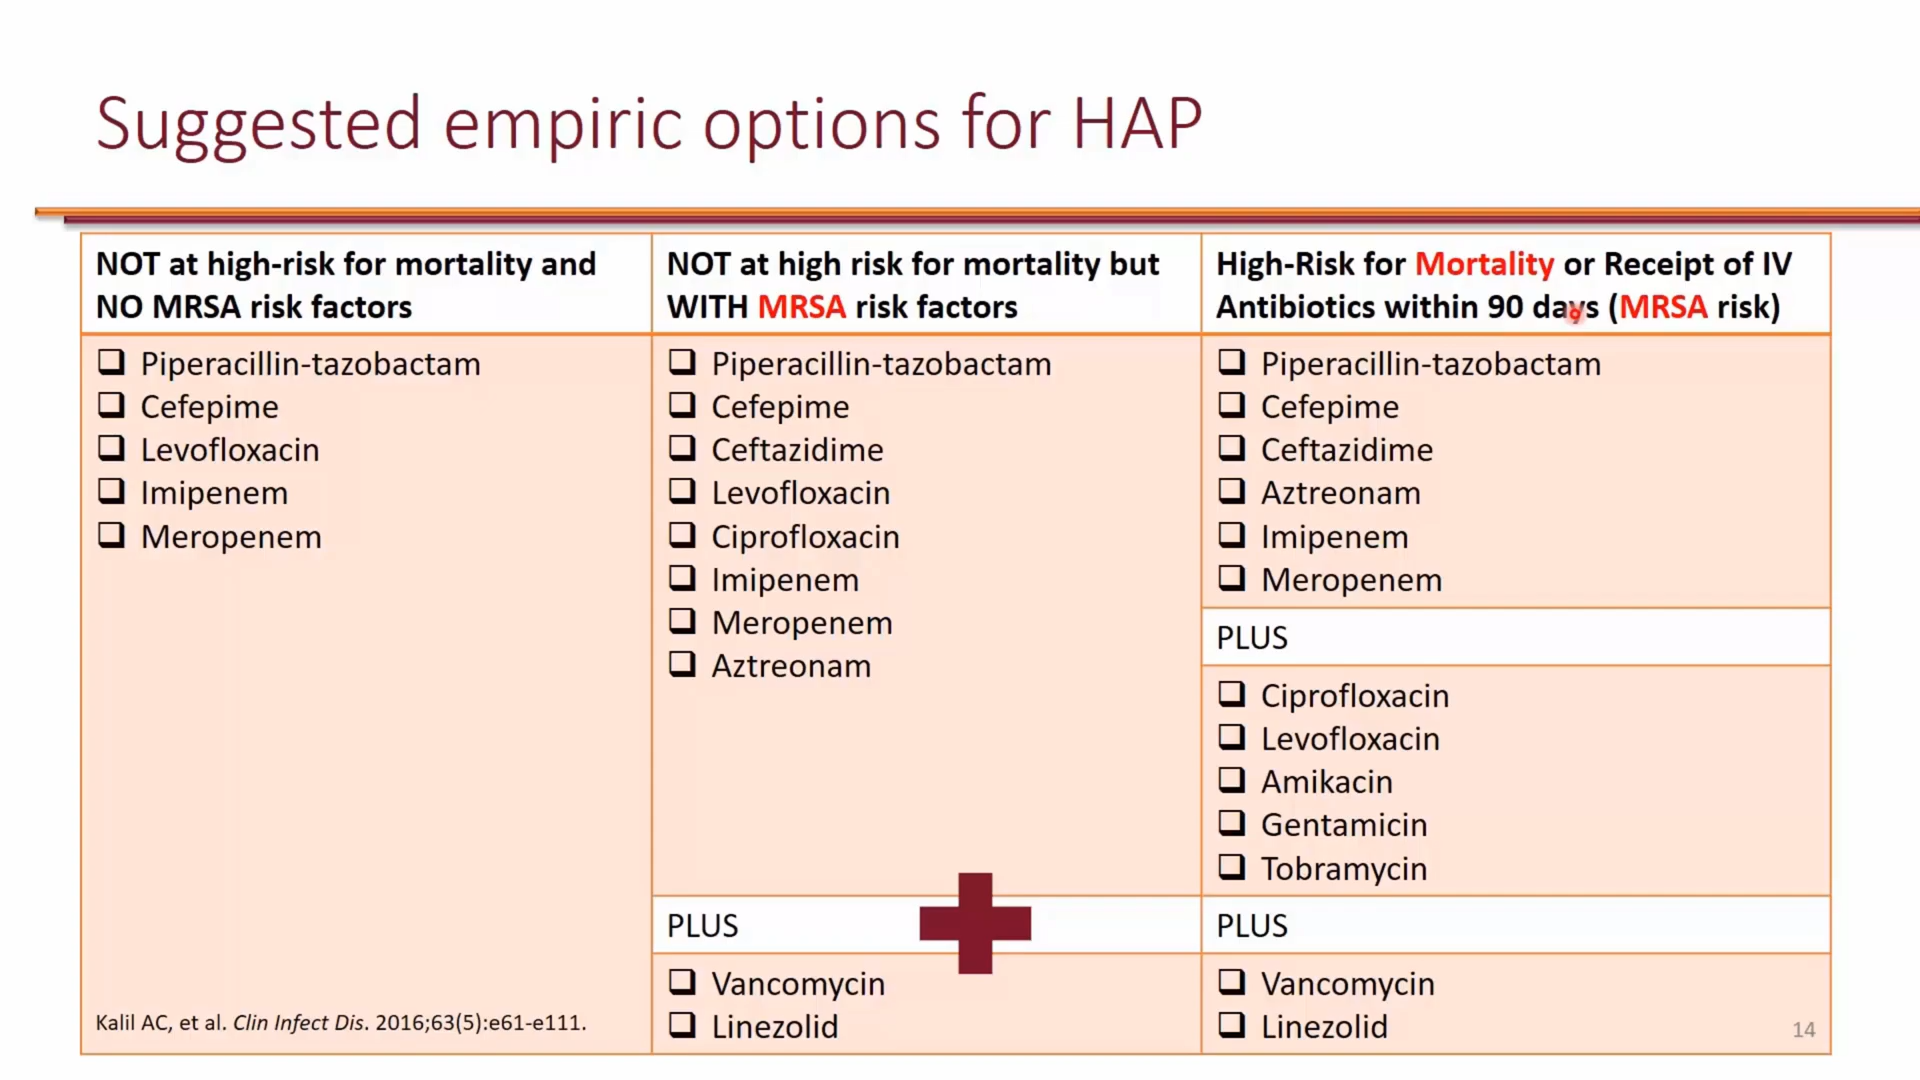 Suggested empiric options for HAP
NOT at high-risk for mortality and
NO MRSA risk factors
❑ Piperacillin-tazobactam
❑ Cefepime
❑ Levofloxacin
❑ Imipenem
❑ Meropenem
Kalil AC, et al. Clin Infect Dis. 2016;63(5):e61-e111.
NOT at high risk for mortality but
WITH MRSA risk factors
❑ Piperacillin-tazobactam
❑ Cefepime
❑ Ceftazidime
❑ Levofloxacin
❑ Ciprofloxacin
❑ Imipenem
❑ Meropenem
❑ Aztreonam
PLUS
❑ Vancomycin
❑ Linezolid
High-Risk for Mortality or Receipt of IV
Antibiotics within 90 days (MRSA risk)
❑ Piperacillin-tazobactam
❑ Cefepime
❑ Ceftazidime
❑ Aztreonam
❑ Imipenem
❑ Meropenem
PLUS
❑ Ciprofloxacin
❑ Levofloxacin
❑ Amikacin
❑ Gentamicin
❑ Tobramycin
PLUS
❑ Vancomycin
❑ Linezolid
14